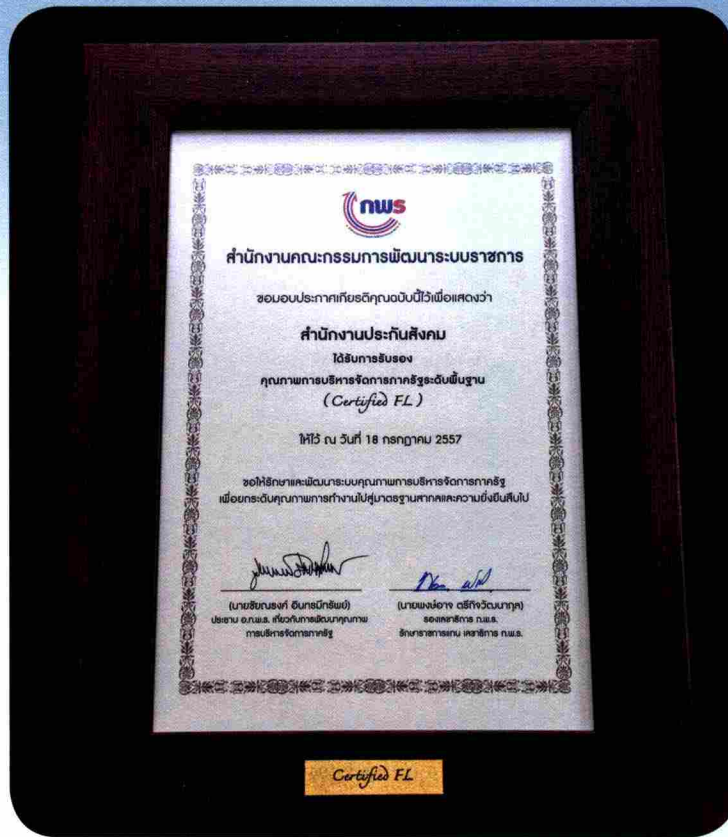 กพร
สำนักงานคณะกรรมการพัฒนาระบบราชการ
ขอมอบประกาศเกียรติคุณฉบับนี้ไว้เพื่อแสดงว่า
สำนักงานประกันสังคม
ได้รับการรับรอง
คุณภาพการบริหารจัดการภาครัฐระดับพื้นฐาน
(Certified FL)
ให้ไว้ ณ วันที่ 18 กรกฎาคม 2557
ขอให้รักษาและพัฒนาระบบคุณภาพการบริหารจัดการภาครัฐ
เพื่อยกระดับคุณภาพการทำงานไปสู่มาตรฐานสากลและความยั่งยืนสืบไป
(นายชัยณรงค์ อินทรมีทรัพย์)
ประธาน อ.ก.พ.ร. เกี่ยวกับการพัฒนาคุณภาพ
การบริหารจัดการภาครัฐ
(นายพงษ์อาจ ตรีกิจวัฒนากุล)
รองเลขาธิการ ก.พ.ร.
รักษาราชการแทน เลขาธิการ ก.พ.ร.
Certified FL